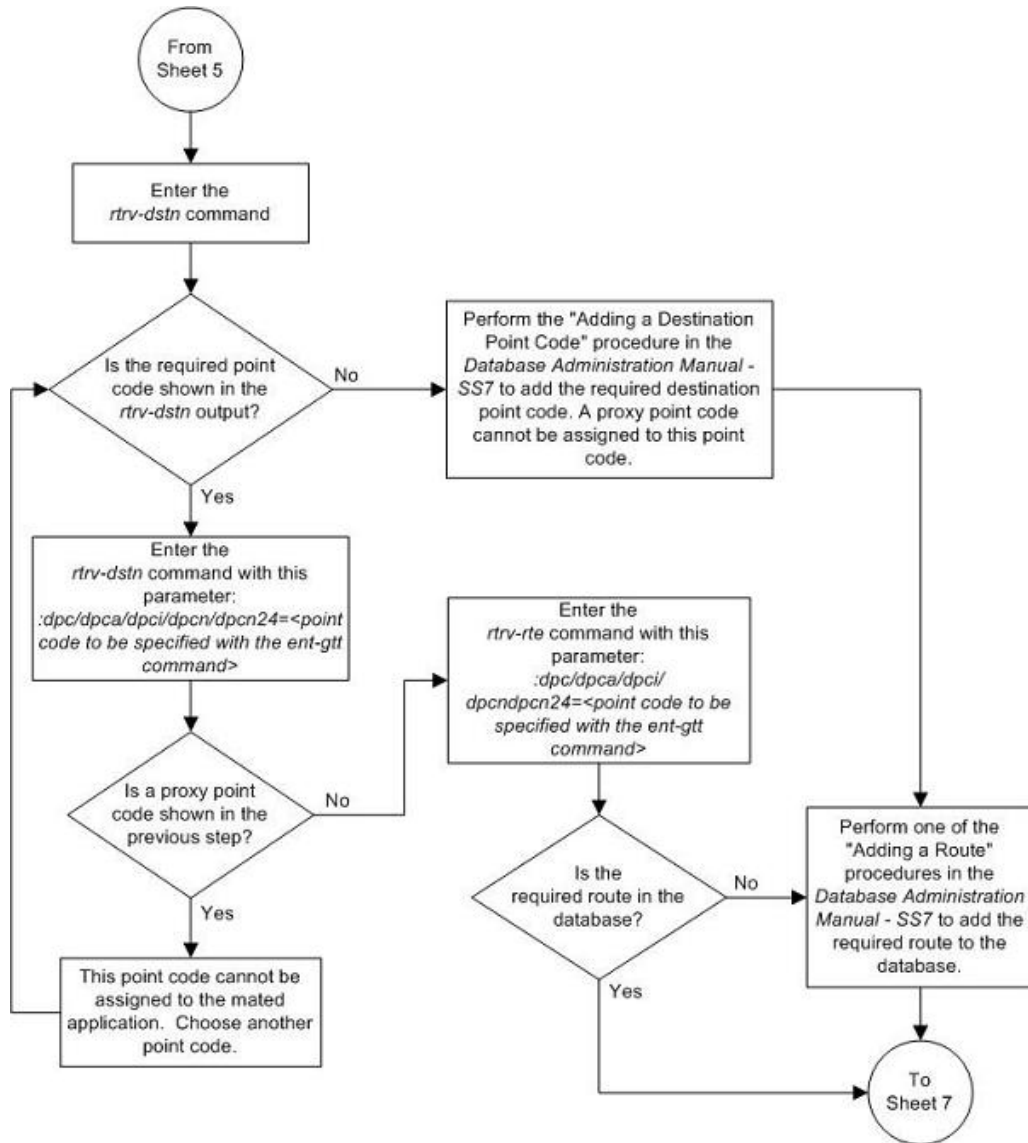 From
Sheet 5
Enter the
rtrv-dstn command
Is the required point
code shown in the
rtrv-dstn output?
No
Perform the "Adding a Destination
Point Code" procedure in the
Database Administration Manual -
SS7 to add the required destination
point code. A proxy point code
cannot be assigned to this point
code.
Yes
Enter the
rtrv-dstn command with this
parameter:
:dpc/dpca/dpci/dpcn/dpcn24=<point
code to be specified with the ent-gtt
command>
Enter the
rtrv-rte command with this
parameter:
:dpc/dpca/dpci/
dpcndpcn24=<point code to be
specified with the ent-gtt
command>
Is a proxy point
code shown in the
previous step?
No
Yes
This point code cannot be
assigned to the mated
application. Choose another
point code.
Is the
required route in the
database?
No
Yes
Perform one of the
"Adding a Route"
procedures in the
Database Administration
Manual - SS7 to add the
required route to the
database.
To
Sheet 7